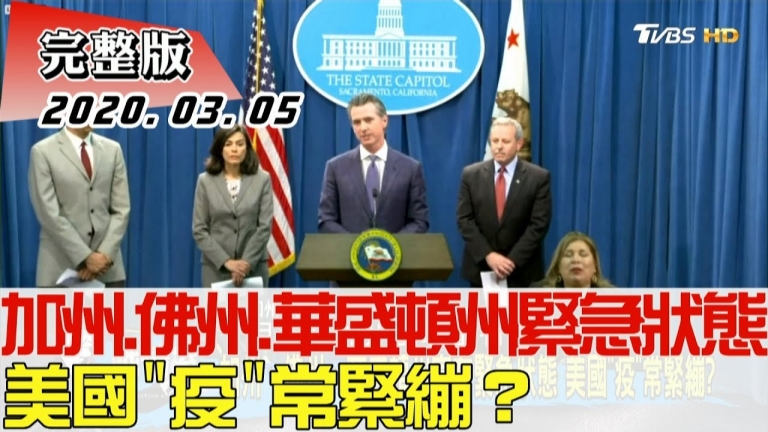 完整版
2020.03.05
TVBS HD
THE STATE CAPITOL
SACRAMENTO, CALIFORNIA
加州.佛州.華盛頓州緊急狀態
美國"疫"常緊繃？